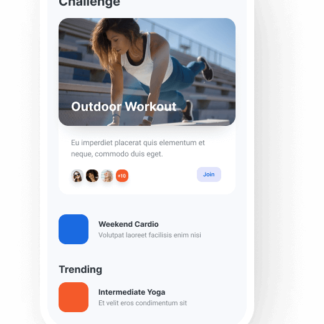 Challenge
Outdoor Workout
Eu imperdiet placerat quis elementum et
neque, commodo duis eget.
+10
Join
Weekend Cardio
Volutpat laoreet facilisis enim nisi
Trending
Intermediate Yoga
Et velit eros condimentum sit